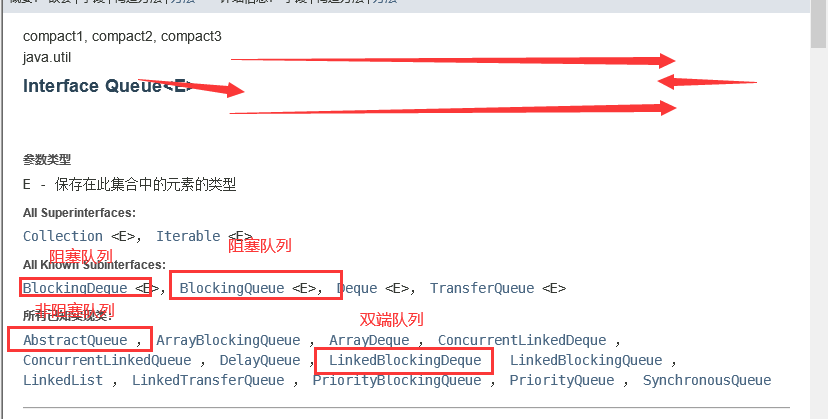 compact1, compact2, compact3
java.util
Interface Queue<E>
参数类型
E - 保存在此集合中的元素的类型
All Superinterfaces:
Collection <E>, Iterable <E>
阻塞队列 阻塞队列
All Known Subinterfaces:
BlockingDeque <E>, BlockingQueue <E>, Deque <E>, TransferQueue <E>
非阻塞队列 双端队列
所有已知实现类:
AbstractQueue , ArrayBlockingQueue , ArrayDeque , ConcurrentLinkedDeque ,
ConcurrentLinkedQueue , DelayQueue , LinkedBlockingDeque LinkedBlockingQueue ,
LinkedList , LinkedTransferQueue , PriorityBlockingQueue , PriorityQueue , SynchronousQueue